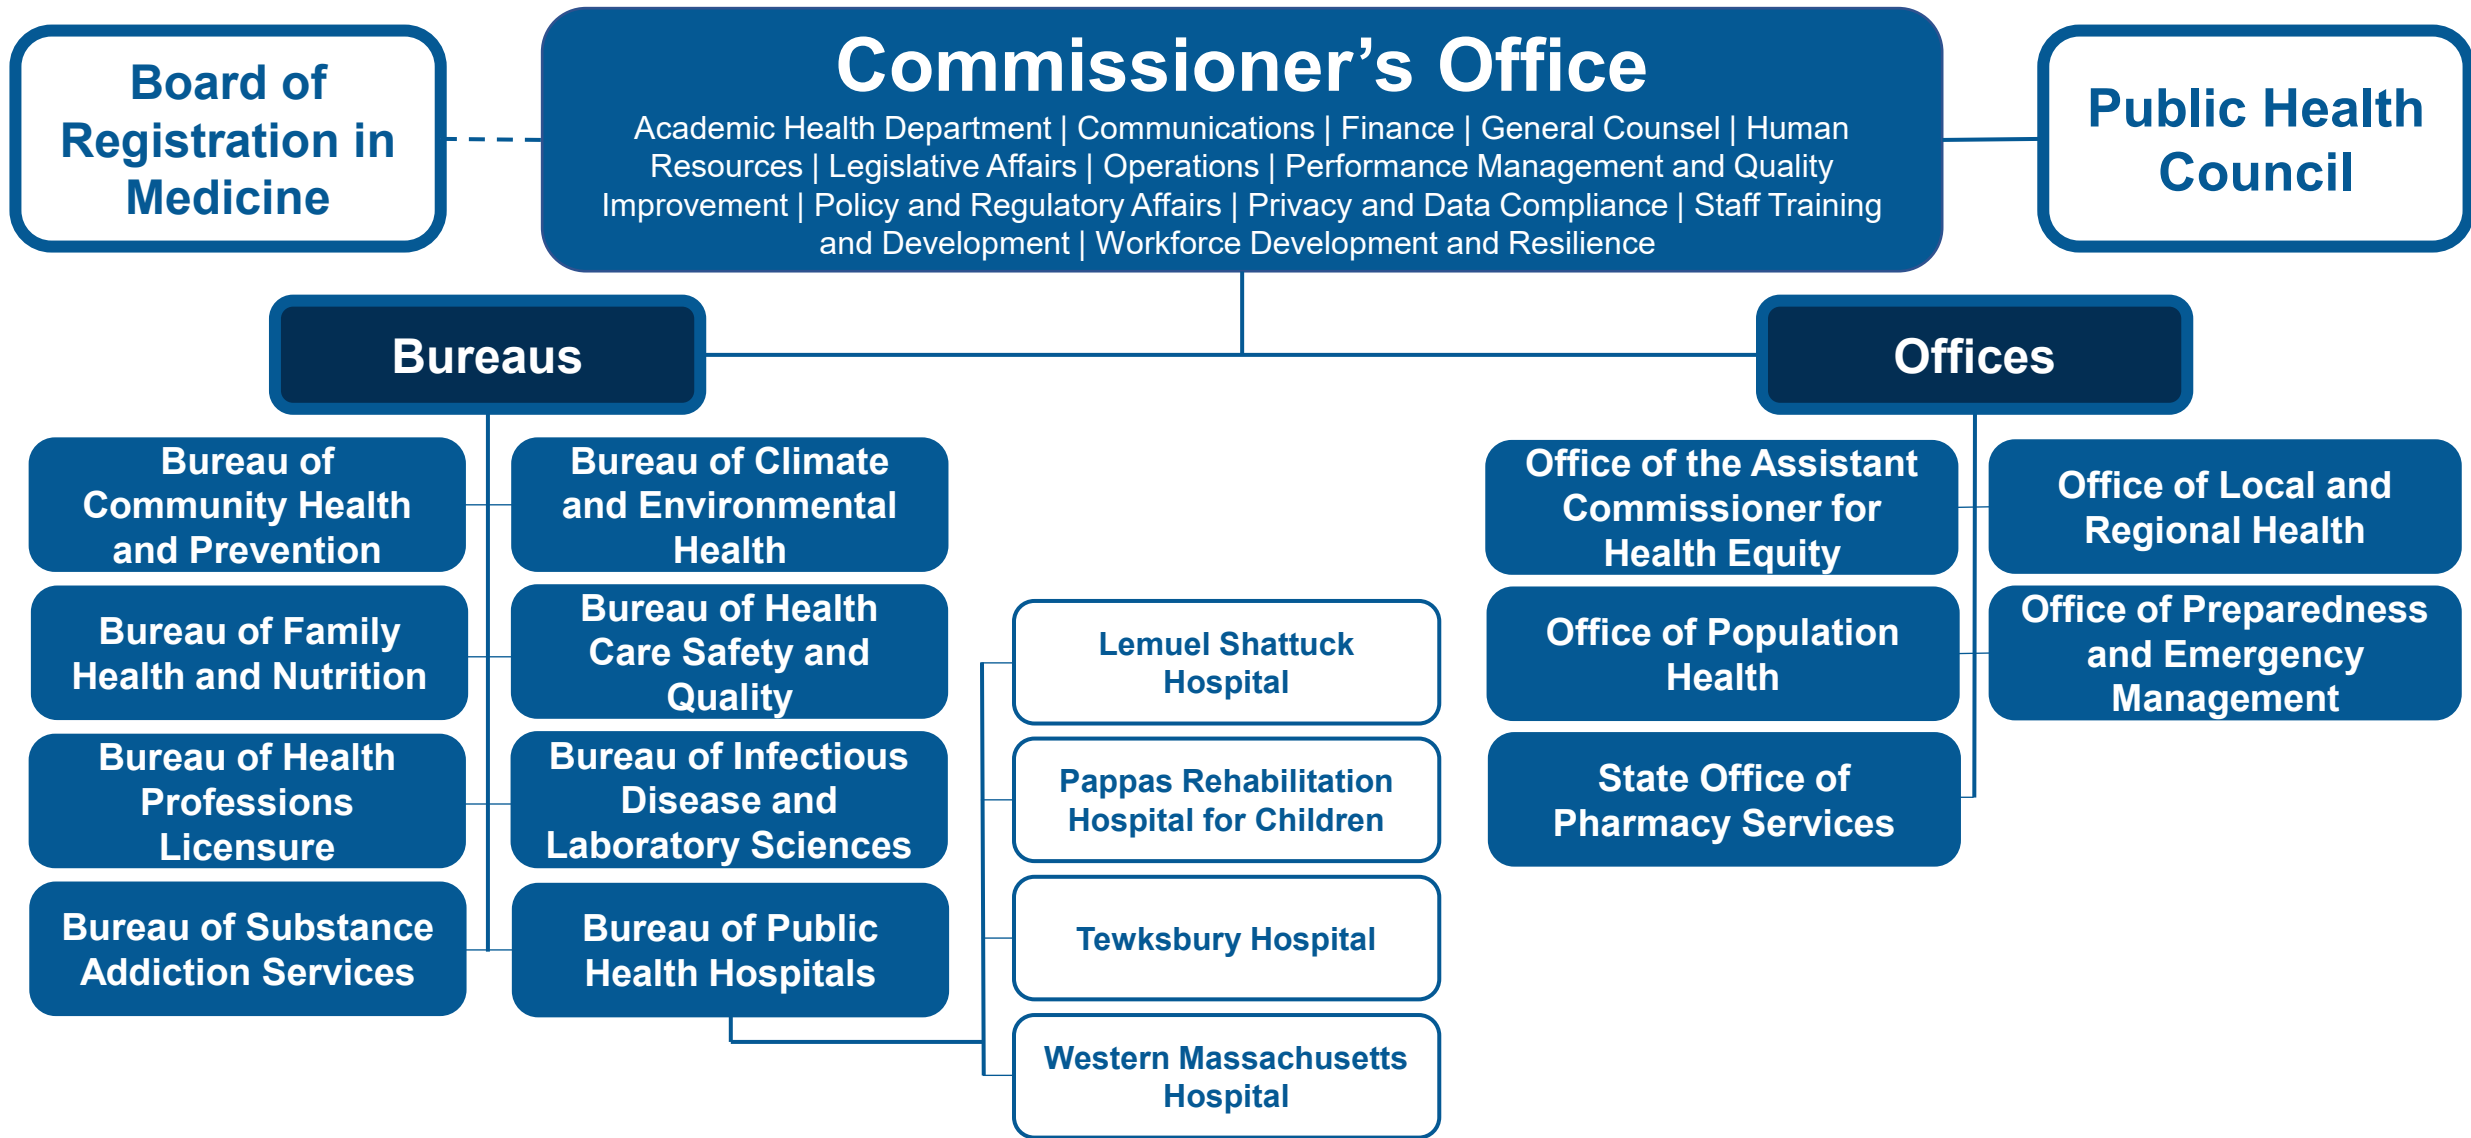 Board of
Registration in
Medicine
Commissioner’s Office
Academic Health Department | Communications | Finance | General Counsel | Human
Resources | Legislative Affairs | Operations | Performance Management and Quality
Improvement | Policy and Regulatory Affairs | Privacy and Data Compliance | Staff Training
and Development | Workforce Development and Resilience
Public Health
Council
Bureaus
Bureau of
Community Health
and Prevention
Bureau of Climate
and Environmental
Health
Bureau of Family
Health and Nutrition
Bureau of Health
Care Safety and
Quality
Bureau of Health
Professions
Licensure
Bureau of Infectious
Disease and
Laboratory Sciences
Bureau of Substance
Addiction Services
Bureau of Public
Health Hospitals
Lemuel Shattuck
Hospital
Pappas Rehabilitation
Hospital for Children
Tewksbury Hospital
Western Massachusetts
Hospital
Offices
Office of the Assistant
Commissioner for
Health Equity
Office of Local and
Regional Health
Office of Population
Health
Office of Preparedness
and Emergency
Management
State Office of
Pharmacy Services